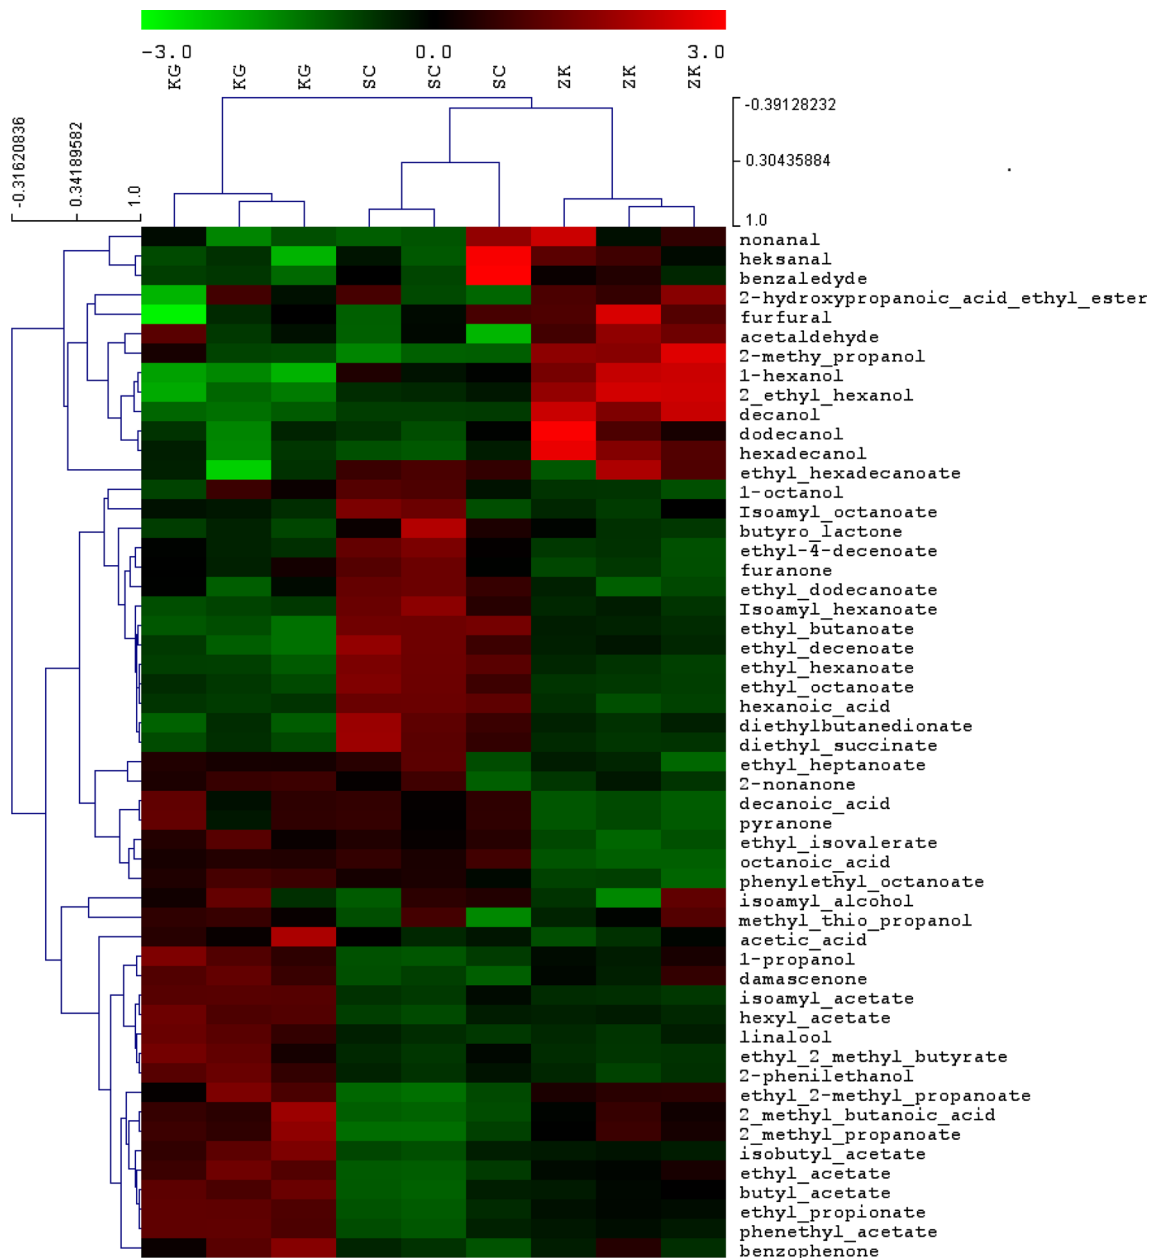 -3.0 0.0 3.0
KG KG KG SC SC SC ZK ZK ZK
-0.31620836 0.34189582 1.0
-0.39128232
0.30435884
1.0
nonanal
heksanal
benzaledyde
2-hydroxypropanoic_acid_ethyl_ester
furfural
acetaldehyde
2-methy_propanol
1-hexanol
2_ethyl_hexanol
decanol
dodecanol
hexadecanol
ethyl_hexadecanoate
1-octanol
Isoamyl_octanoate
butyro_lactone
ethyl-4-decenoate
furanone
ethyl_dodecanoate
Isoamyl_hexanoate
ethyl_butanoate
ethyl_decenoate
ethyl_hexanoate
ethyl_octanoate
hexanoic_acid
diethylbutanedionate
diethyl_succinate
ethyl_heptanoate
2-nonanone
decanoic_acid
pyranone
ethyl_isovalerate
octanoic_acid
phenylethyl_octanoate
isoamyl_alcohol
methyl_thio_propanol
acetic_acid
1-propanol
damascenone
isoamyl_acetate
hexyl_acetate
linalool
ethyl_2_methyl_butyrate
2-phenilethanol
ethyl_2-methyl_propanoate
2_methyl_butanoic_acid
2_methyl_propanoate
isobutyl_acetate
ethyl_acetate
butyl_acetate
ethyl_propionate
phenethyl_acetate
benzophenone